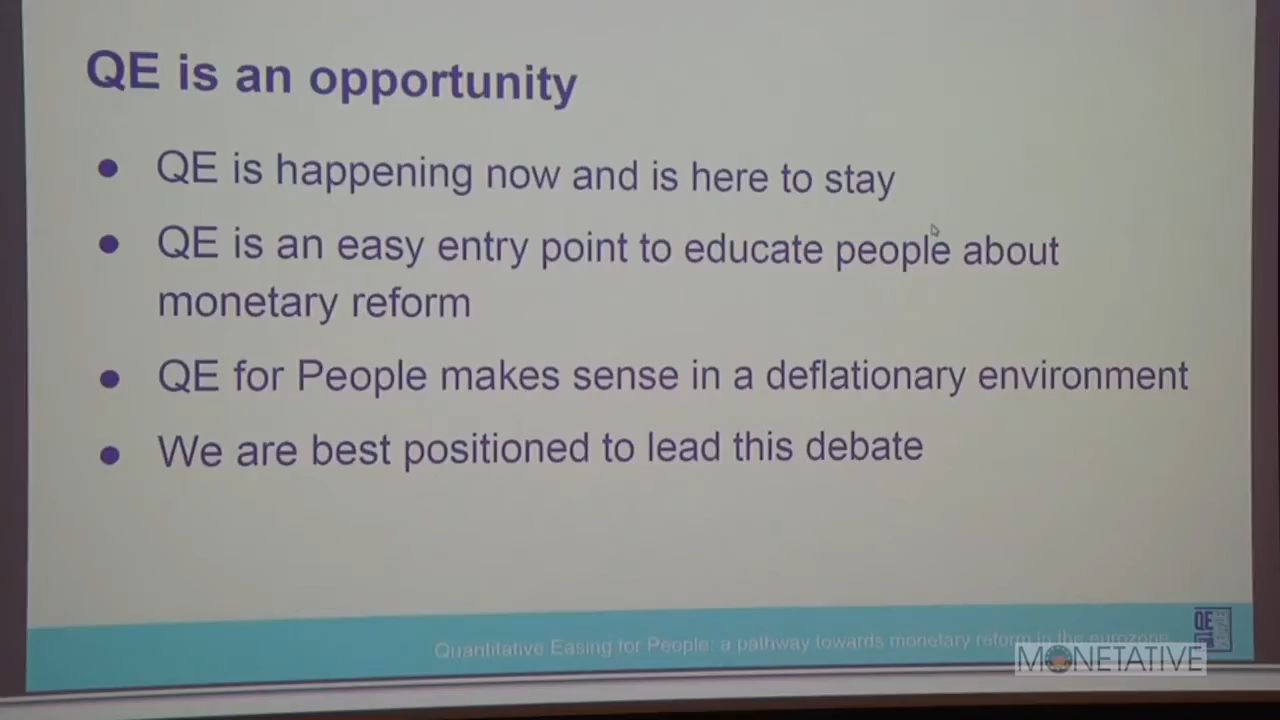 QE is an opportunity
● QE is happening now and is here to stay
● QE is an easy entry point to educate people about
monetary reform
● QE for People makes sense in a deflationary environment
● We are best positioned to lead this debate
Quantitative Easing for People: a pathway towards monetary reform in the eurozone
QE
MONETATIVE